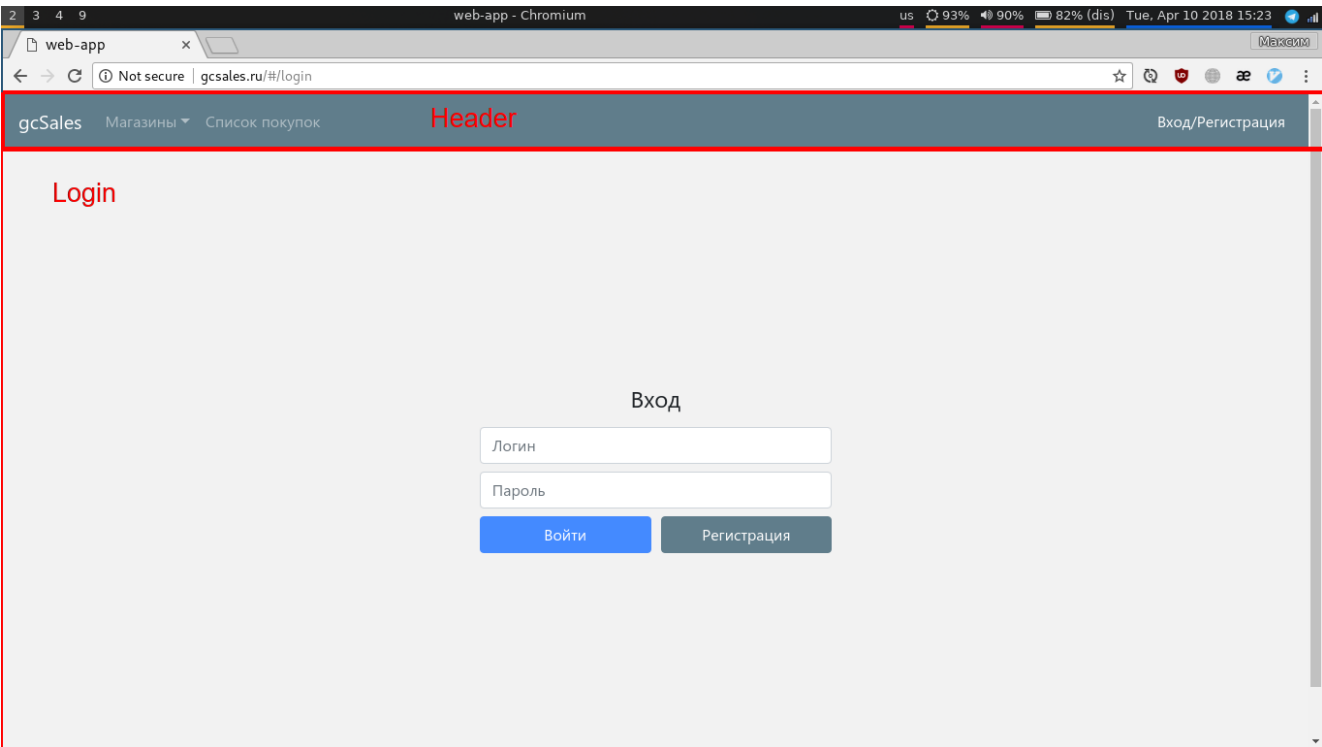 2 3 4 9 web-app - Chromium us 93% 90% 82% (dis) Tue, Apr 10 2018 15:23
web-app Максим
Not secure gcsales.ru/#/login
gcSales Магазины Список покупок Header Вход/Регистрация
Login
Вход
Логин
Пароль
Войти Регистрация